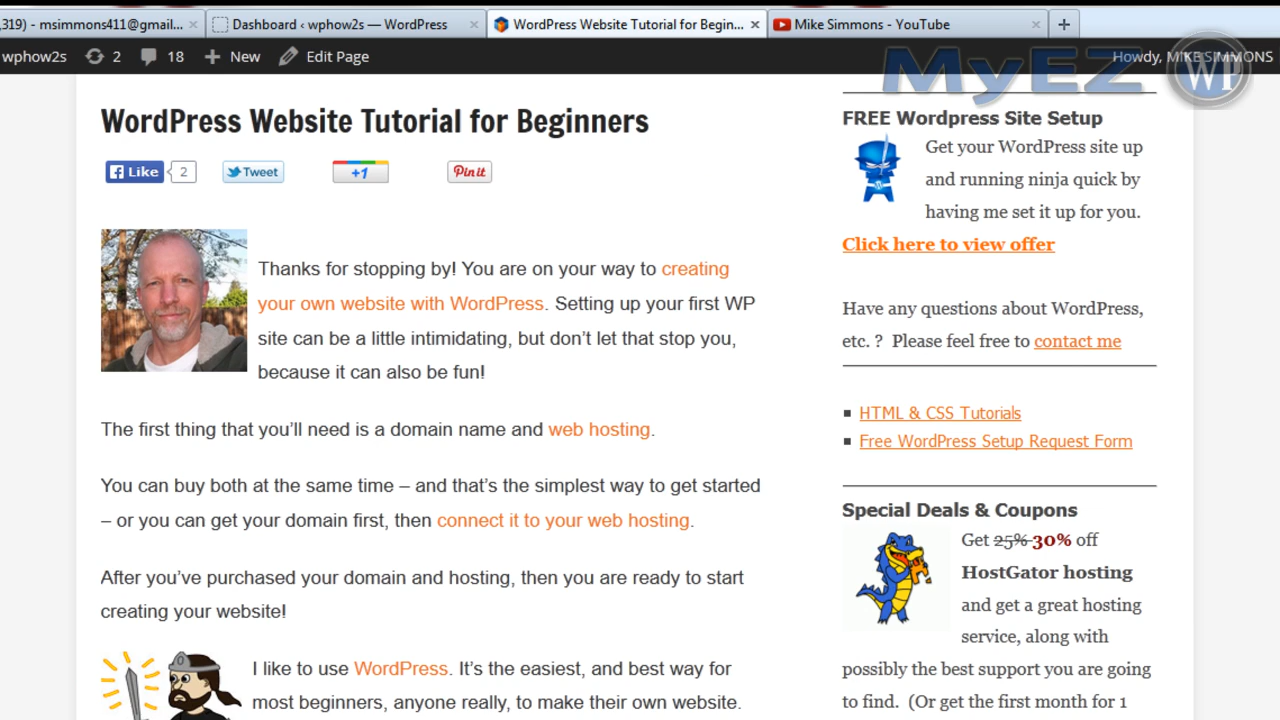 ,319) - msimmons411@gmail... ×
Dashboard ‹ wphow2s — WordPress ×
WordPress Website Tutorial for Begin... ×
Mike Simmons - YouTube ×
+
wphow2s 2 18 + New Edit Page
Howdy, MIKE SIMMONS
MyEZ WP
WordPress Website Tutorial for Beginners
Like 2 Tweet +1 Pin it
Thanks for stopping by! You are on your way to creating
your own website with WordPress. Setting up your first WP
site can be a little intimidating, but don’t let that stop you,
because it can also be fun!
The first thing that you’ll need is a domain name and web hosting.
You can buy both at the same time – and that’s the simplest way to get started
– or you can get your domain first, then connect it to your web hosting.
After you’ve purchased your domain and hosting, then you are ready to start
creating your website!
I like to use WordPress. It’s the easiest, and best way for
most beginners, anyone really, to make their own website.
FREE Wordpress Site Setup
Get your WordPress site up
and running ninja quick by
having me set it up for you.
Click here to view offer
Have any questions about WordPress,
etc. ? Please feel free to contact me
HTML & CSS Tutorials
Free WordPress Setup Request Form
Special Deals & Coupons
Get 25% 30% off
HostGator hosting
and get a great hosting
service, along with
possibly the best support you are going
to find. (Or get the first month for 1